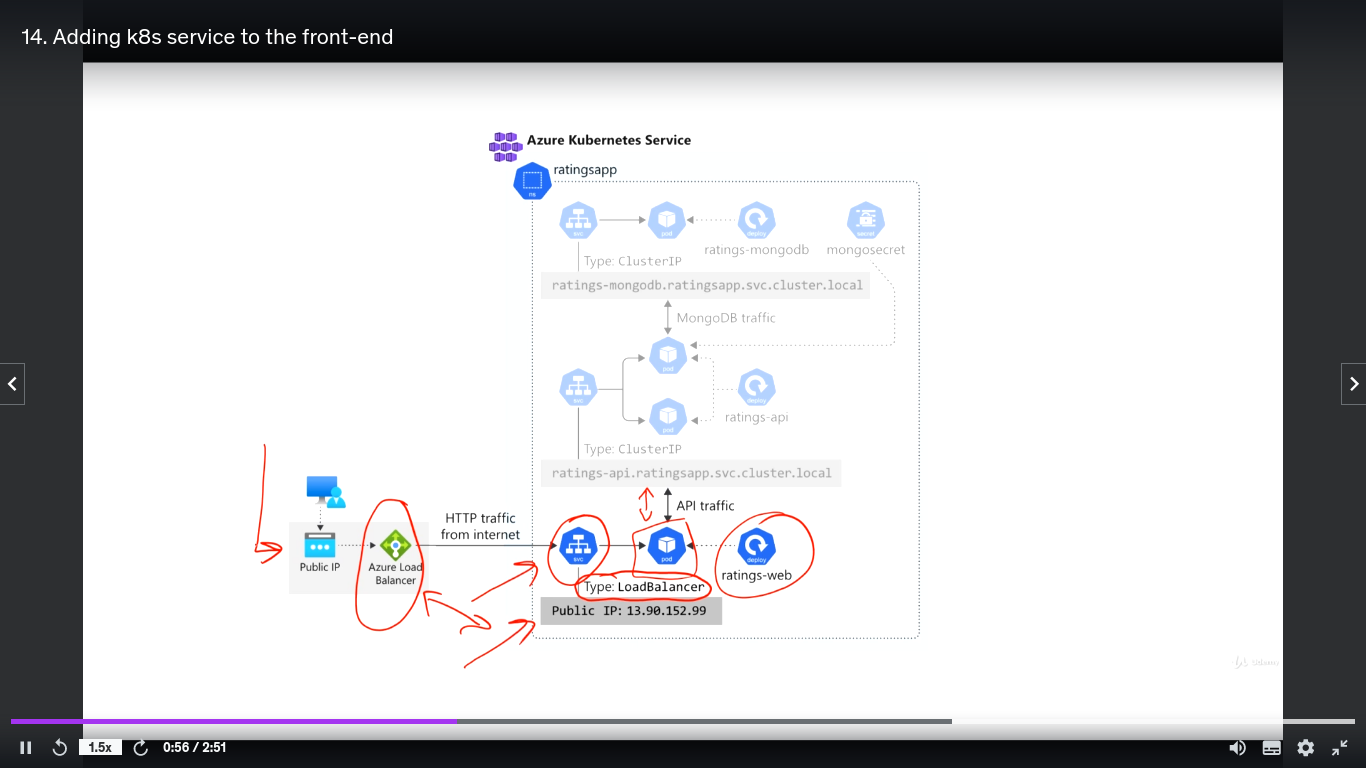 14. Adding k8s service to the front-end
Azure Kubernetes Service
ratingsapp
ns
svc
pod
deploy
secret
ratings-mongodb
mongosecret
Type: ClusterIP
ratings-mongodb.ratingsapp.svc.cluster.local
MongoDB traffic
pod
svc
deploy
pod
ratings-api
Type: ClusterIP
ratings-api.ratingsapp.svc.cluster.local
API traffic
HTTP traffic
from internet
svc
pod
deploy
Public IP
Azure Load
Balancer
ratings-web
Type: LoadBalancer
Public IP: 13.90.152.99
Udemy
1.5x
0:56 / 2:51